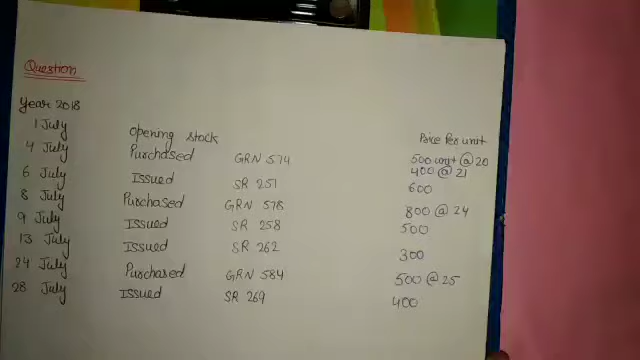 Question
Year 2018
Price Per unit
1 July opening stock 500 unit @ 20
4 July Purchased GRN 574 400 @ 21
6 July Issued SR 251 600
8 July Purchased GRN 578 800 @ 24
9 July Issued SR 258 500
13 July Issued SR 262 300
24 July Purchased GRN 584 500 @ 25
28 July Issued SR 269 400